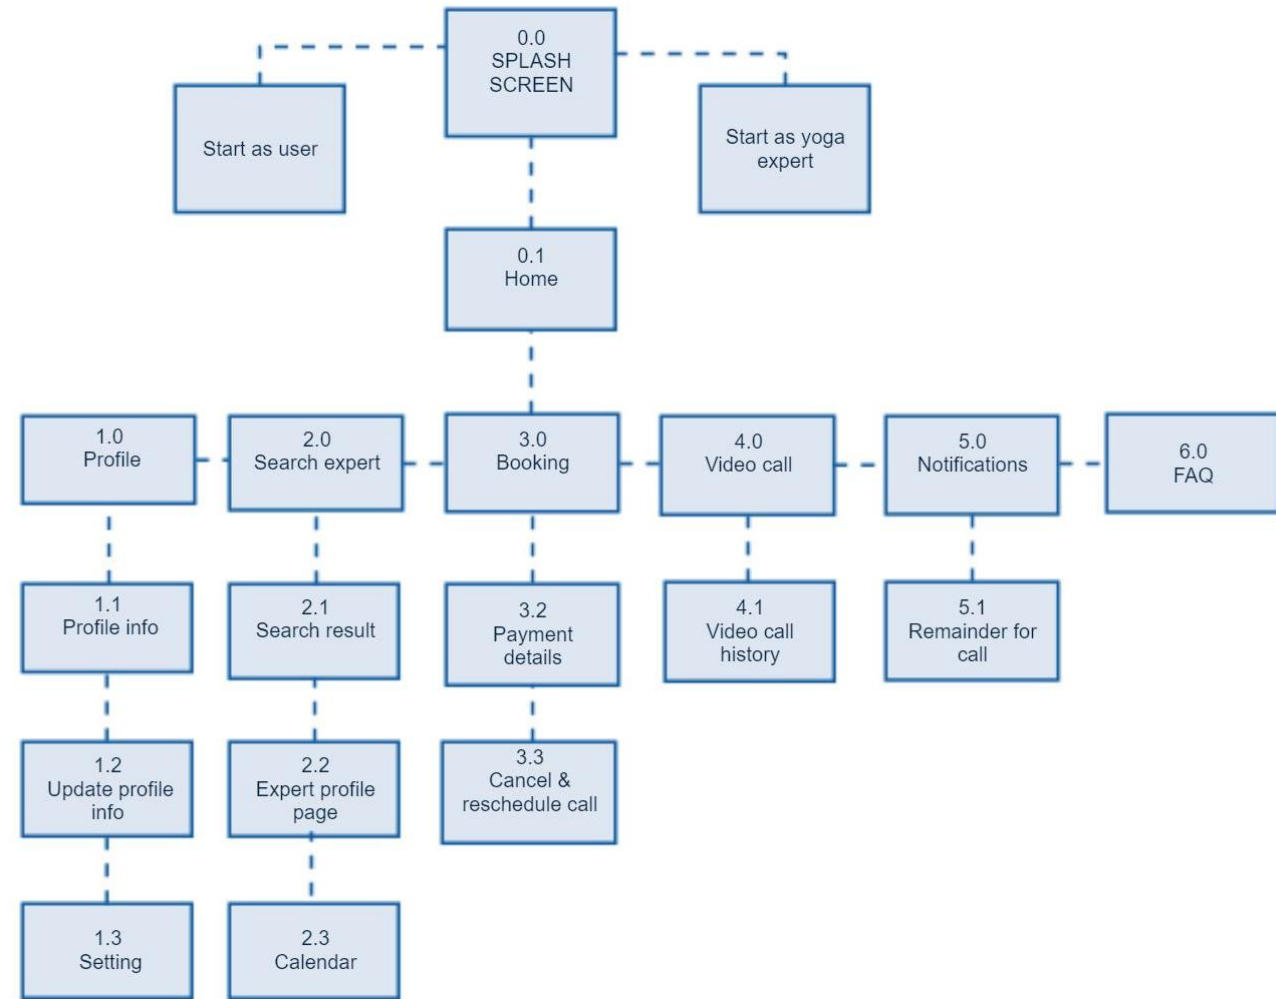 0.0
SPLASH
SCREEN
Start as user
Start as yoga
expert
0.1
Home
1.0
Profile
2.0
Search expert
3.0
Booking
4.0
Video call
5.0
Notifications
6.0
FAQ
1.1
Profile info
2.1
Search result
3.2
Payment
details
4.1
Video call
history
5.1
Remainder for
call
1.2
Update profile
info
2.2
Expert profile
page
3.3
Cancel &
reschedule call
1.3
Setting
2.3
Calendar